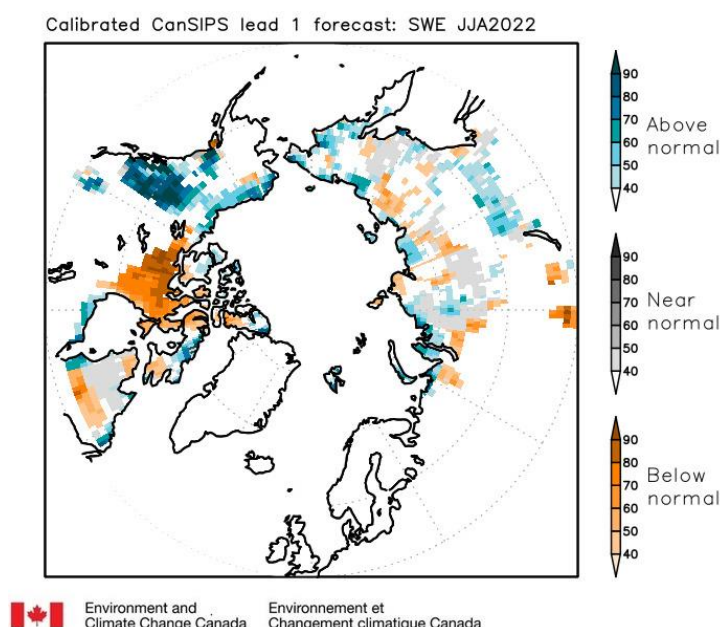 Calibrated CanSIPS lead 1 forecast: SWE JJA2022
90
80
70
60
50
40
Above
normal
90
80
70
60
50
40
Near
normal
90
80
70
60
50
40
Below
normal
Environment and
Climate Change Canada
Environnement et
Changement climatique Canada